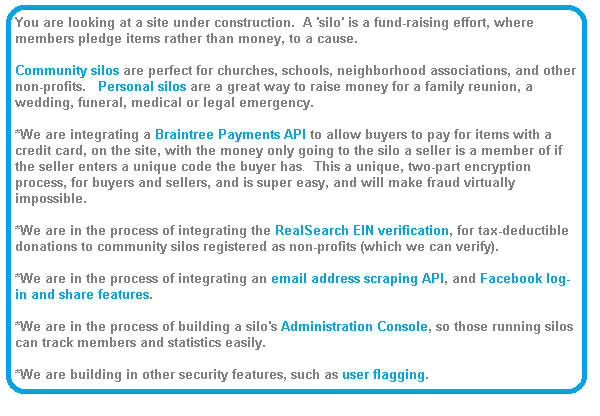 You are looking at a site under construction.  A 'silo' is a fund-raising effort, where
members pledge items rather than money, to a cause.
Community silos are perfect for churches, schools, neighborhood associations, and other
non-profits.   Personal silos are a great way to raise money for a family reunion, a
wedding, funeral, medical or legal emergency.
*We are integrating a Braintree Payments API to allow buyers to pay for items with a
credit card, on the site, with the money only going to the silo a seller is a member of if
the seller enters a unique code the buyer has.  This a unique, two-part encryption
process, for buyers and sellers, and is super easy, and will make fraud virtually
impossible.
*We are in the process of integrating the RealSearch EIN verification, for tax-deductible
donations to community silos registered as non-profits (which we can verify).
*We are in the process of integrating an email address scraping API, and Facebook log-
in and share features.
*We are in the process of building a silo's Administration Console, so those running silos
can track members and statistics easily.
*We are building in other security features, such as user flagging.